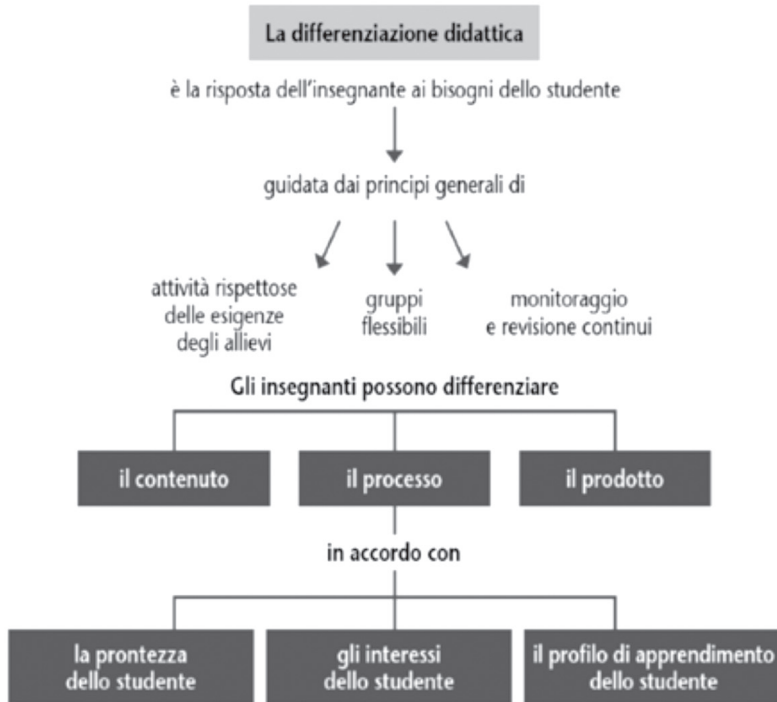 La differenziazione didattica
è la risposta dell'insegnante ai bisogni dello studente
guidata dai principi generali di
attività rispettose
delle esigenze
degli allievi
gruppi
flessibili
monitoraggio
e revisione continui
Gli insegnanti possono differenziare
il contenuto
il processo
il prodotto
in accordo con
la prontezza
dello studente
gli interessi
dello studente
il profilo di apprendimento
dello studente